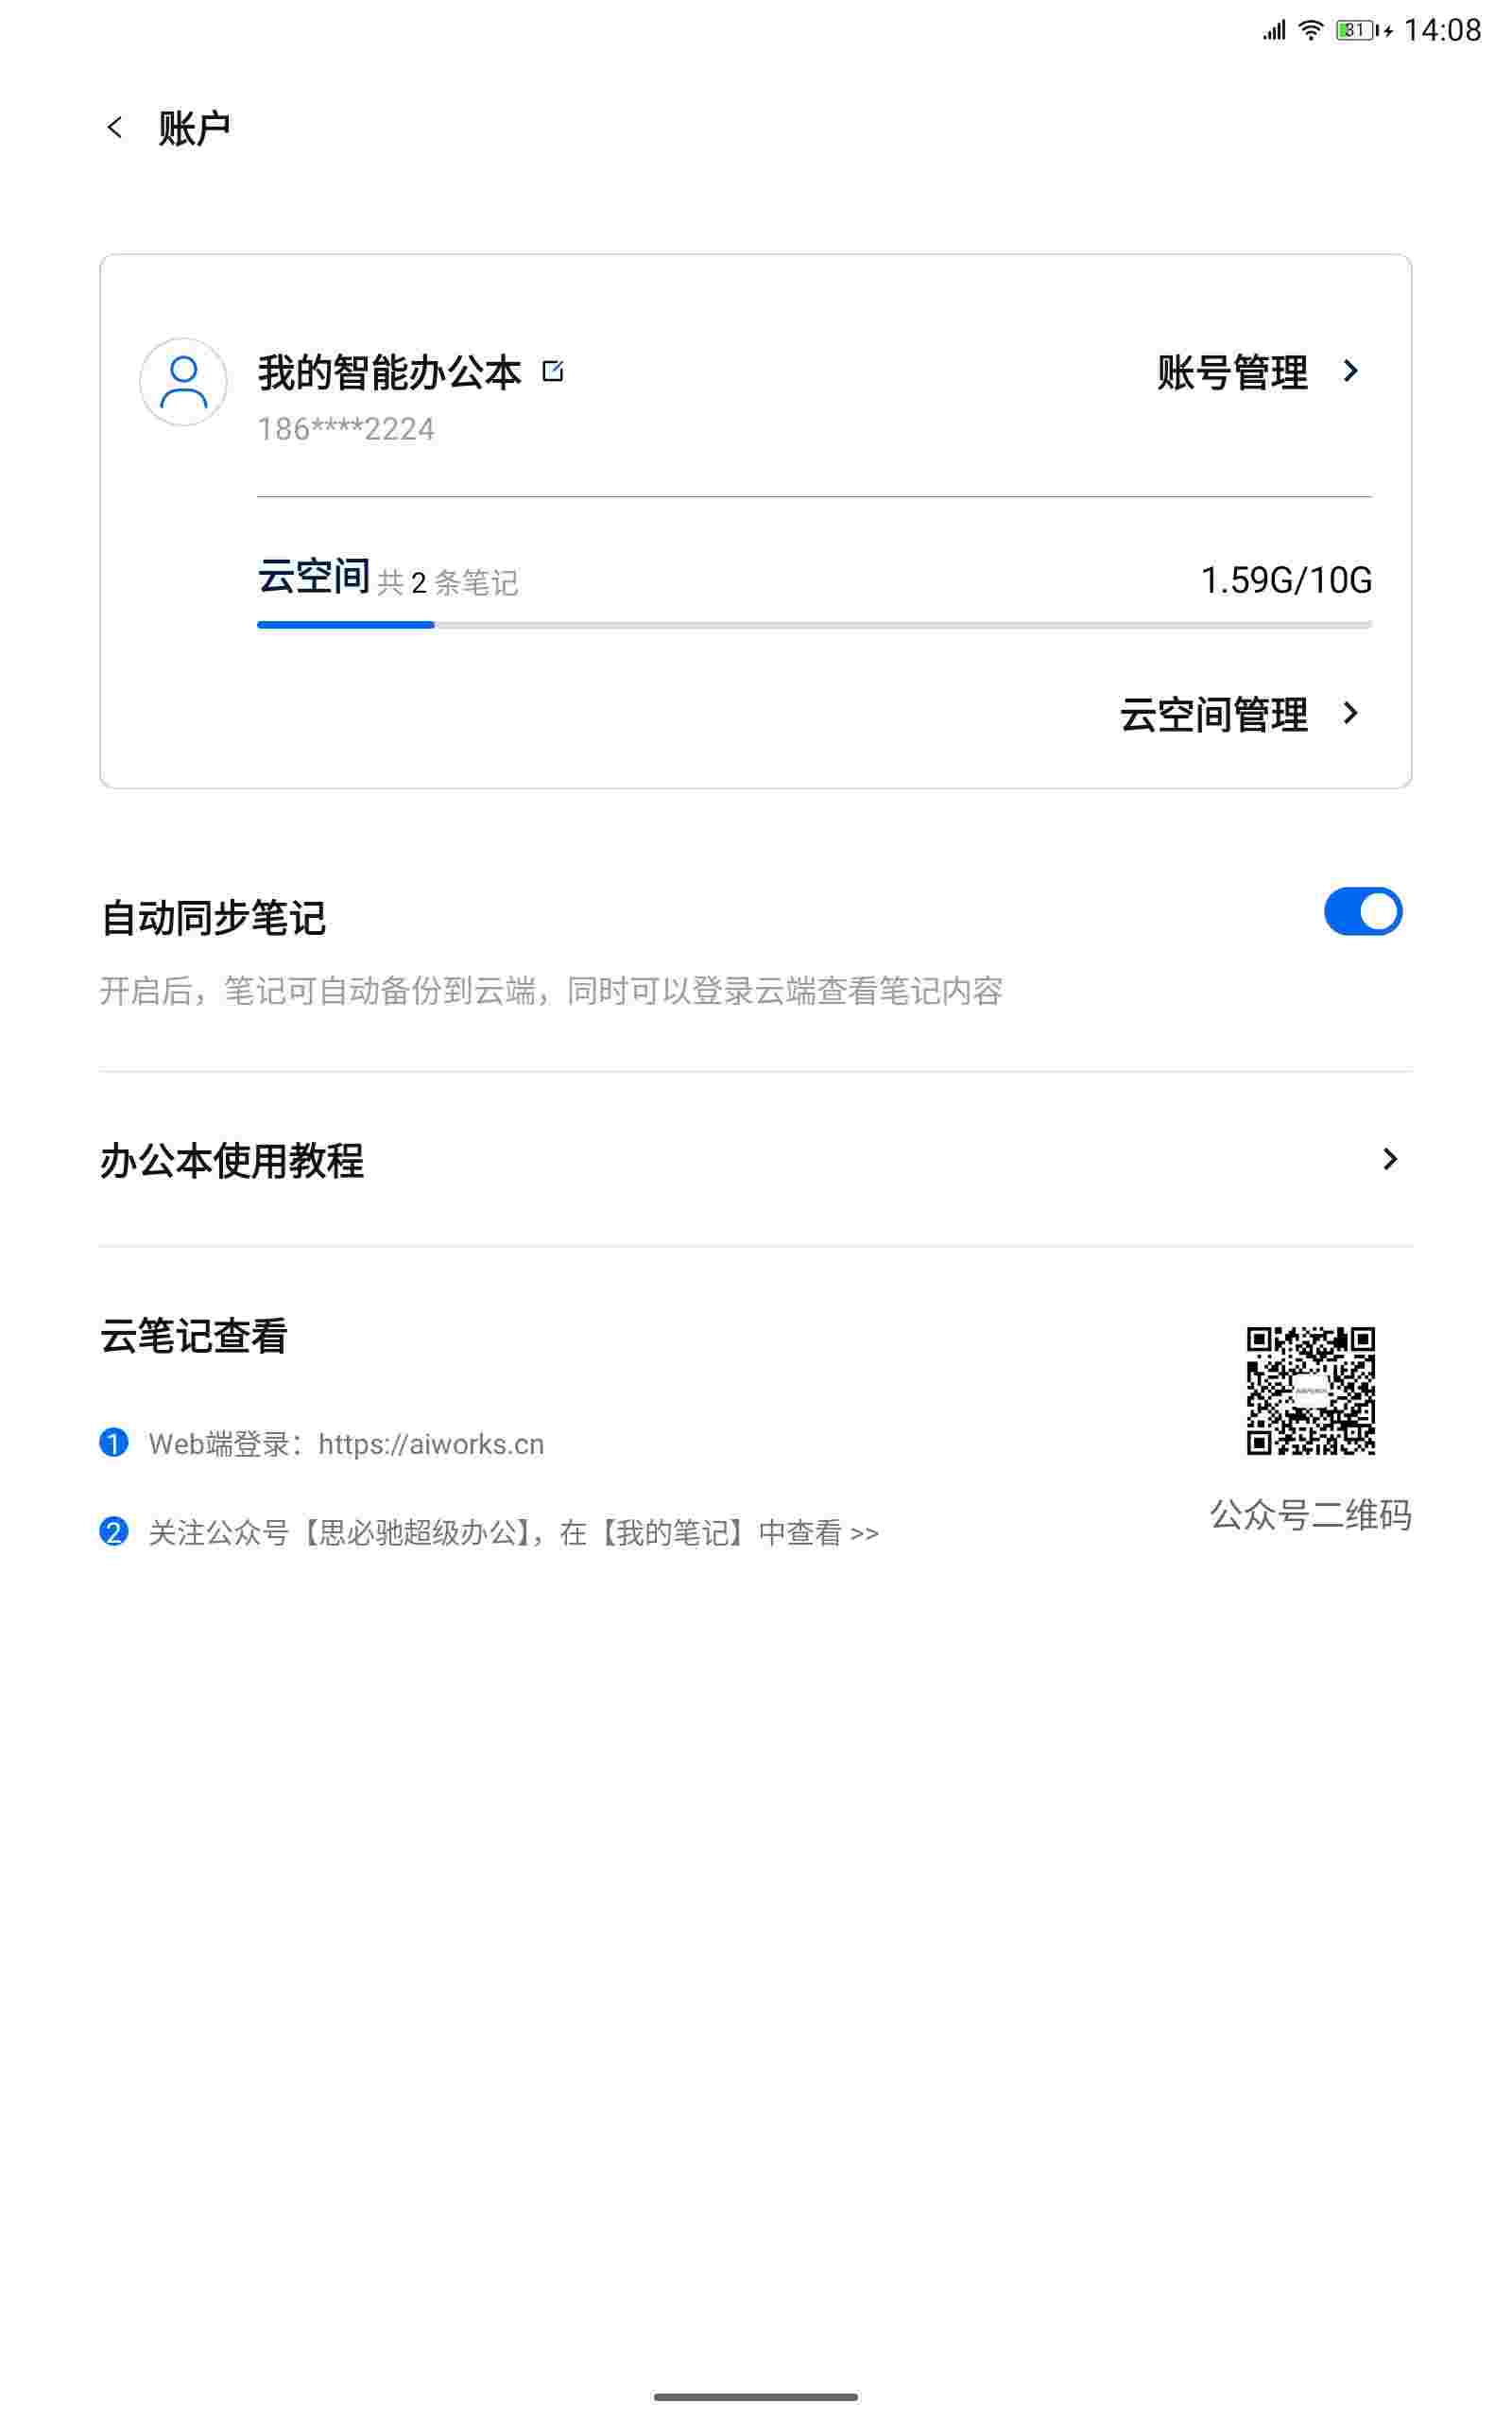 31 14:08
账户
我的智能办公本
账号管理
186****2224
云空间 共 2 条笔记
1.59G/10G
云空间管理
自动同步笔记
开启后，笔记可自动备份到云端，同时可以登录云端查看笔记内容
办公本使用教程
云笔记查看
1 Web端登录：https://aiworks.cn
2 关注公众号【思必驰超级办公】，在【我的笔记】中查看 >>
公众号二维码